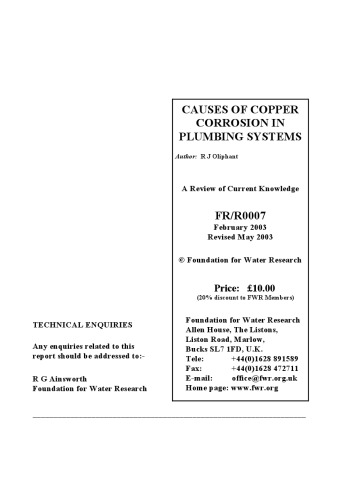 CAUSES OF COPPER
CORROSION IN
PLUMBING SYSTEMS
Author: R J Oliphant
A Review of Current Knowledge
FR/R0007
February 2003
Revised May 2003
© Foundation for Water Research
Price: £10.00
(20% discount to FWR Members)
TECHNICAL ENQUIRIES
Any enquiries related to this
report should be addressed to:-
R G Ainsworth
Foundation for Water Research
Foundation for Water Research
Allen House, The Listons,
Liston Road, Marlow,
Bucks SL7 1FD, U.K.
Tele: +44(0)1628 891589
Fax: +44(0)1628 472711
E-mail: office@fwr.org.uk
Home page: www.fwr.org